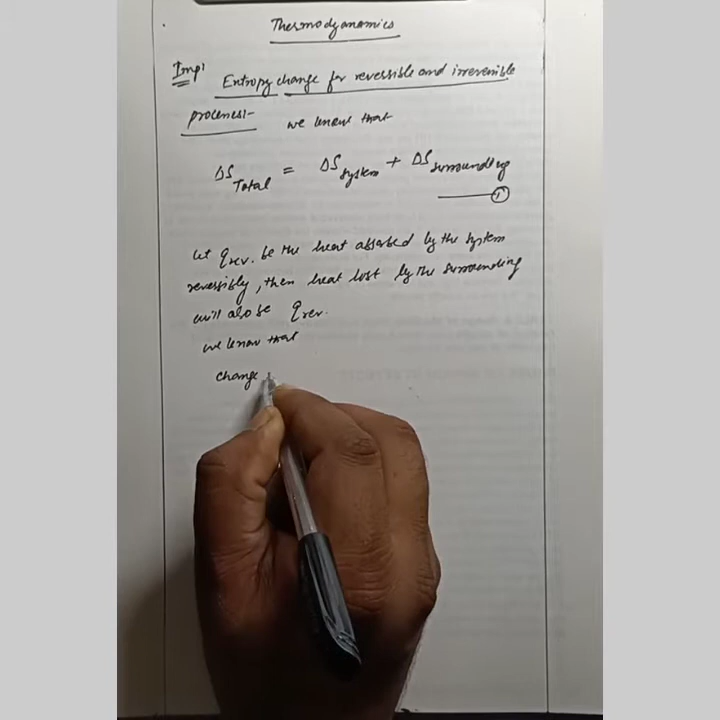 Thermodynamics
Imp:
Entropy change for reversible and irreversible
process:- we know that
ΔS Total = ΔS system + ΔS surrounding
1
Let qrev. be the heat absorbed by the system
reversibly, then heat lost by the surrounding
will also be qrev.
we know that
change